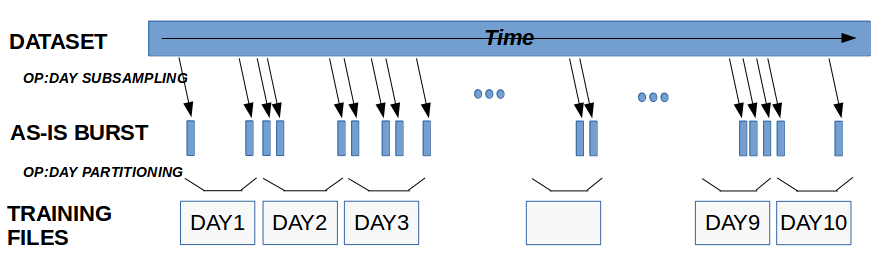 DATASET
Time
OP:DAY SUBSAMPLING
AS-IS BURST
OP:DAY PARTITIONING
TRAINING
FILES
DAY1
DAY2
DAY3
DAY9
DAY10